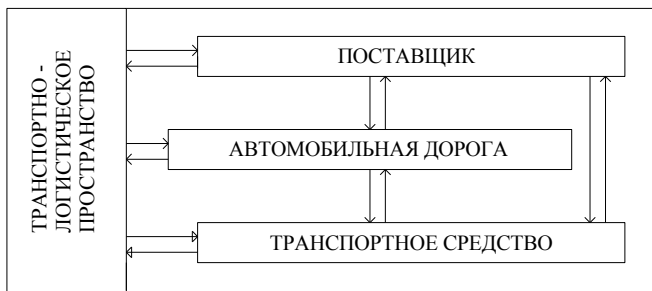 ТРАНСПОРТНО -
ЛОГИСТИЧЕСКОЕ
ПРОСТРАНСТВО
ПОСТАВЩИК
АВТОМОБИЛЬНАЯ ДОРОГА
ТРАНСПОРТНОЕ СРЕДСТВО